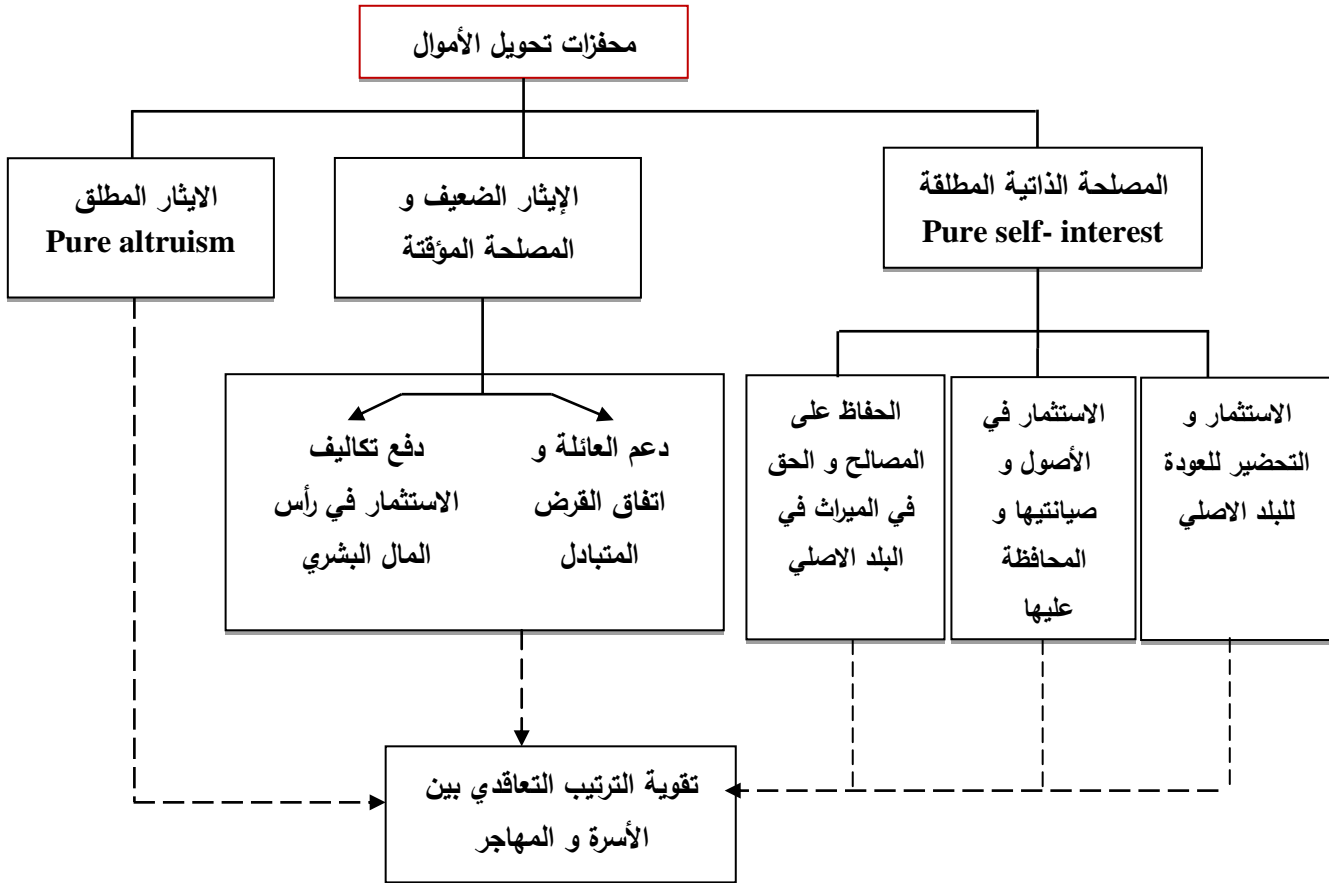 محفزات تحويل الأموال
المصلحة الذاتية المطلقة
Pure self- interest
الإيثار الضعيف و
المصلحة المؤقتة
الايثار المطلق
Pure altruism
الاستثمار و
التحضير للعودة
للبلد الاصلي
الاستثمار في
الأصول و
صيانتيها و
المحافظة
عليها
الحفاظ على
المصالح و الحق
في الميراث في
البلد الاصلي
دعم العائلة و
اتفاق القرض
المتبادل
دفع تكاليف
الاستثمار في رأس
المال البشري
تقوية الترتيب التعاقدي بين
الأسرة و المهاجر